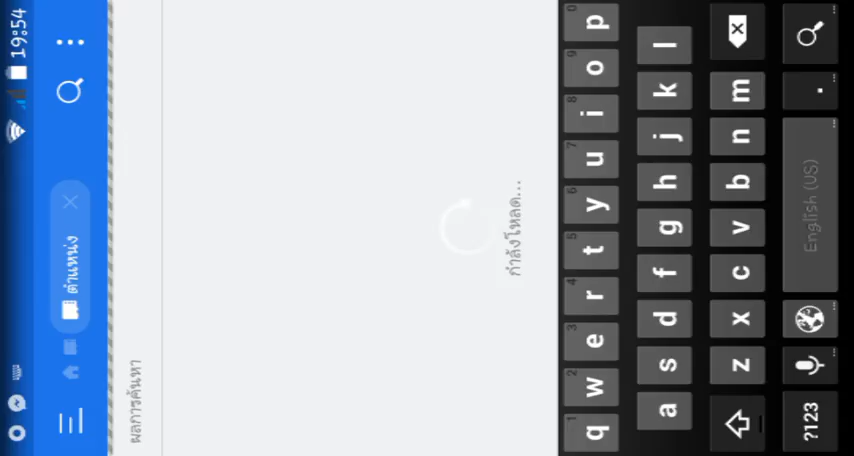 19:54
ตำแหน่ง
ผลการค้นหา
กำลังโหลด...
1 2 3 4 5 6 7 8 9 0
q w e r t y u i o p
a s d f g h j k l
z x c v b n m
?123 English (US) .